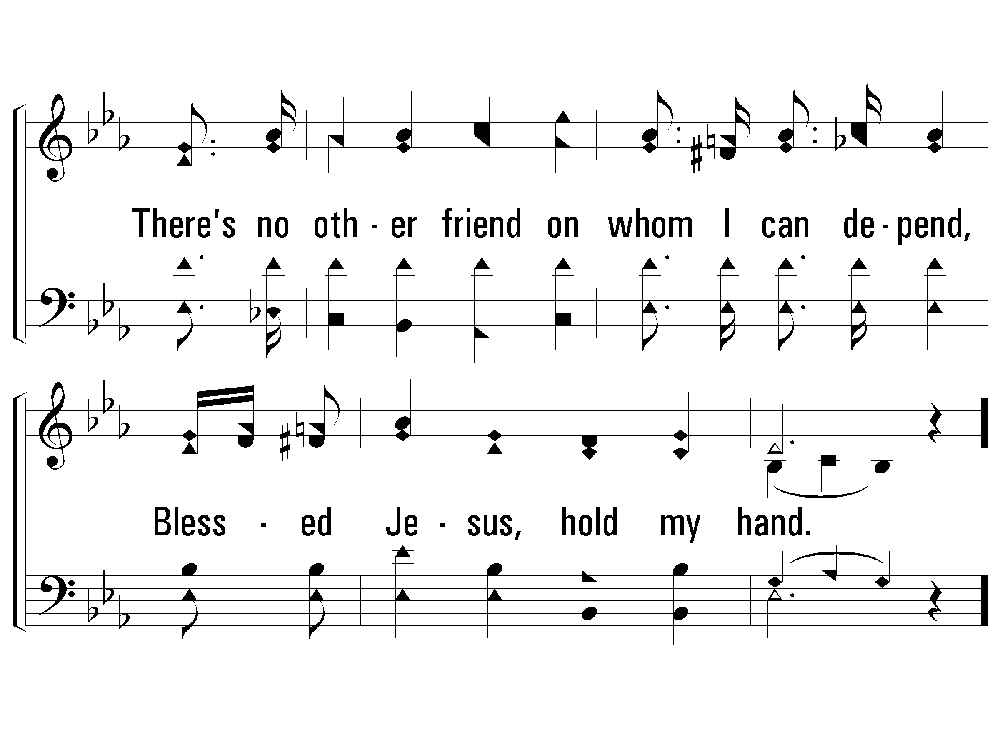 There's no oth - er friend on whom I can de - pend,
Bless - ed Je - sus, hold my hand.